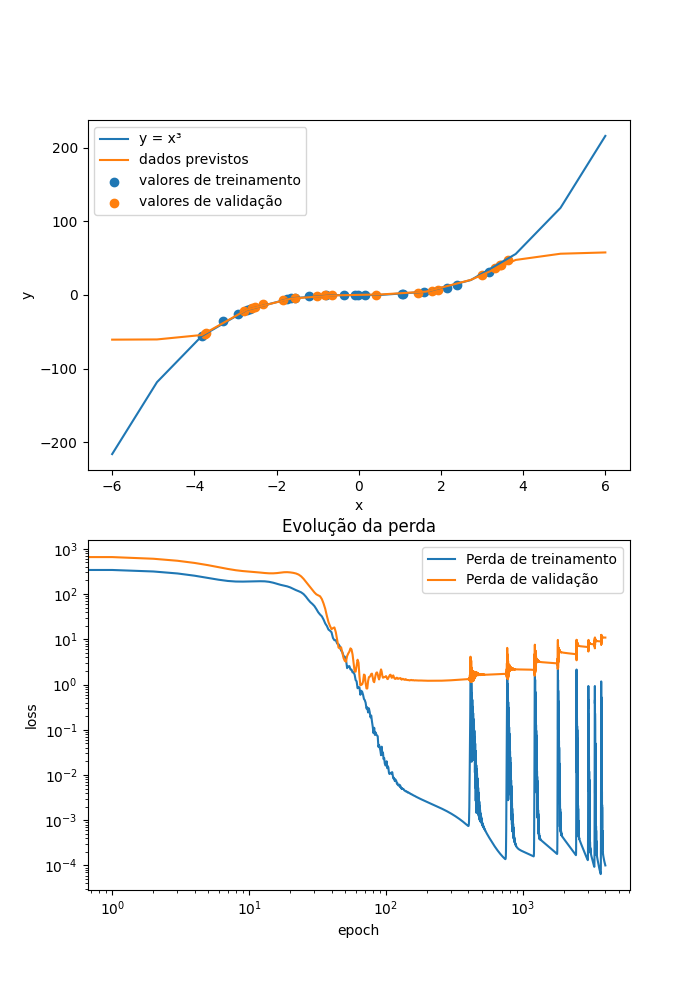 y = x³
dados previstos
valores de treinamento
valores de validação
200
100
0
−100
−200
y
−6
−4
−2
0
2
4
6
x
Evolução da perda
Perda de treinamento
Perda de validação
10³
10²
10¹
10⁰
10⁻¹
10⁻²
10⁻³
10⁻⁴
loss
10⁰
10¹
10²
10³
epoch